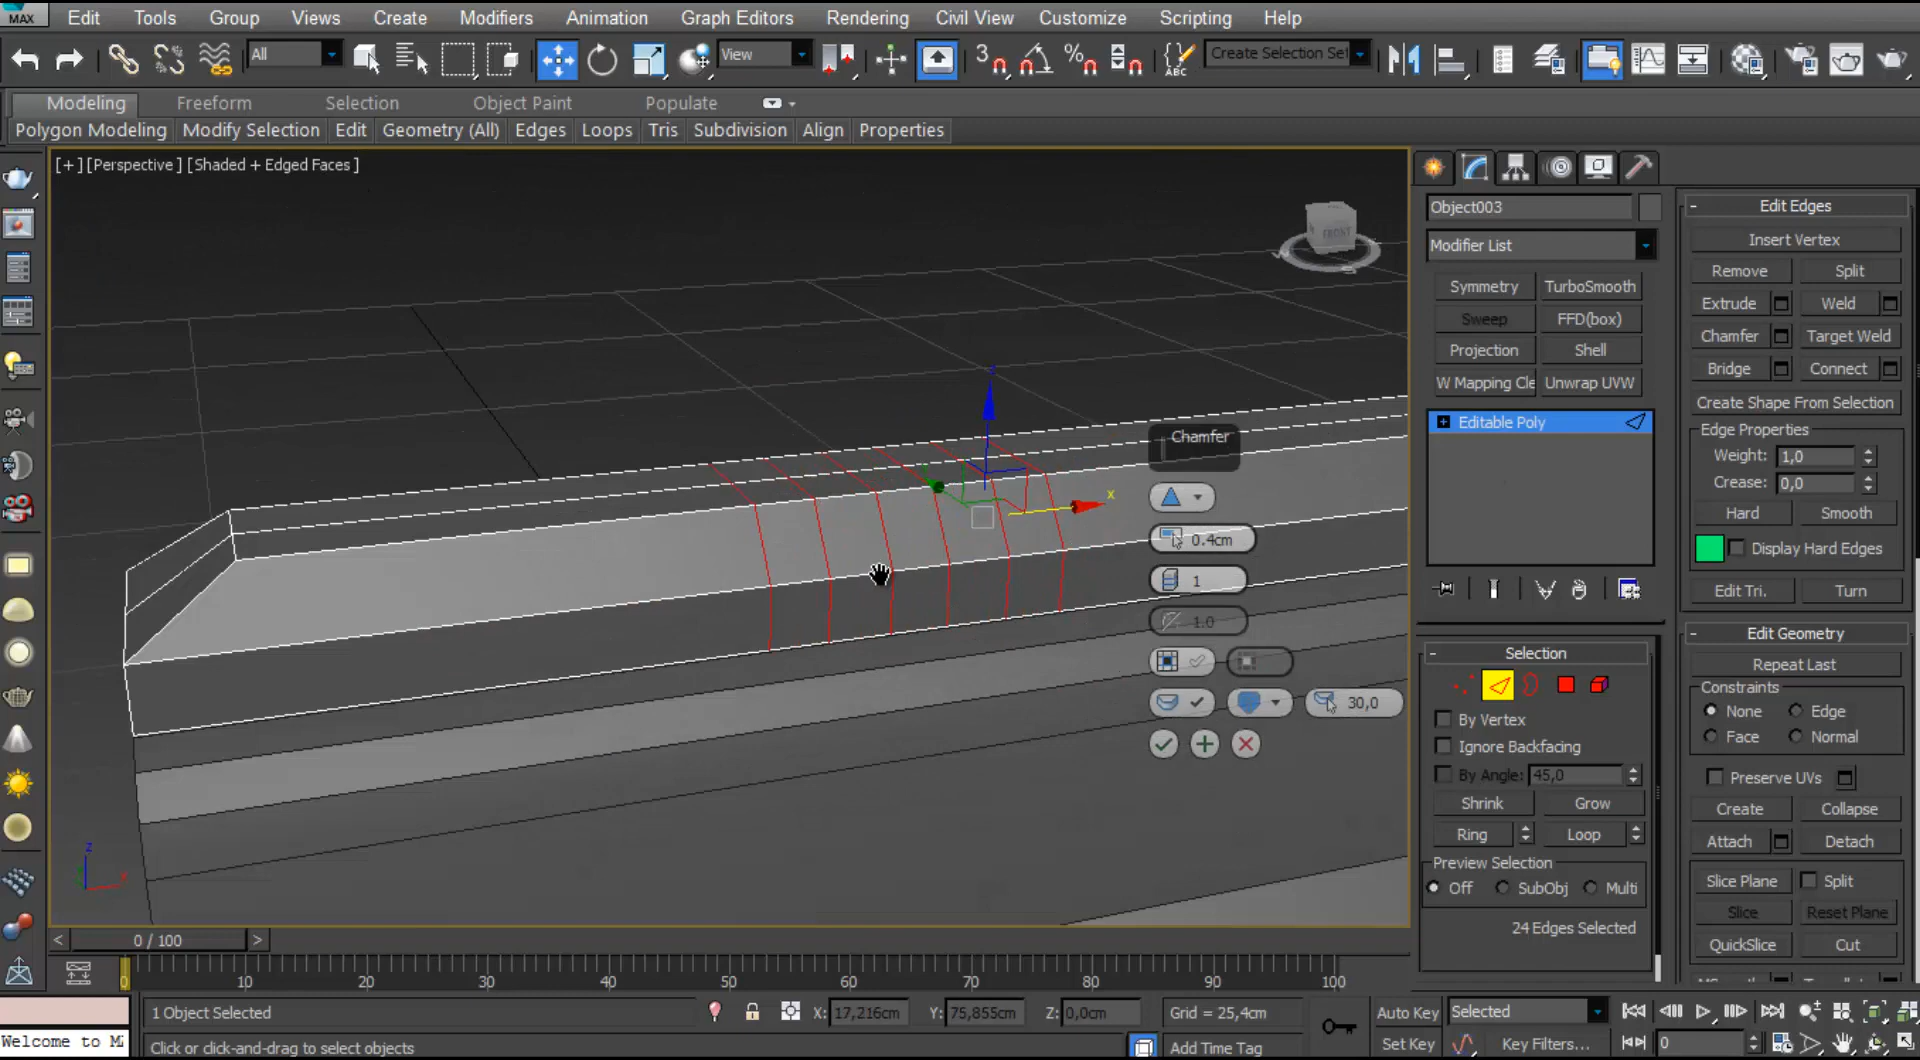 MAX Edit Tools Group Views Create Modifiers Animation Graph Editors Rendering Civil View Customize Scripting Help
All View 3 % ABC Create Selection Set
Modeling Freeform Selection Object Paint Populate
Polygon Modeling Modify Selection Edit Geometry (All) Edges Loops Tris Subdivision Align Properties
[+] [Perspective] [Shaded + Edged Faces]
FRONT
z
x
Chamfer
0.4cm
1
1.0
30,0
z
x
Object003
Modifier List
Symmetry TurboSmooth
Sweep FFD(box)
Projection Shell
W Mapping Cle Unwrap UVW
Editable Poly
Selection
By Vertex
Ignore Backfacing
By Angle: 45,0
Shrink Grow
Ring Loop
Preview Selection
Off SubObj Multi
24 Edges Selected
Edit Edges
Insert Vertex
Remove Split
Extrude Weld
Chamfer Target Weld
Bridge Connect
Create Shape From Selection
Edge Properties
Weight: 1,0
Crease: 0,0
Hard Smooth
Display Hard Edges
Edit Tri. Turn
Edit Geometry
Repeat Last
Constraints
None Edge
Face Normal
Preserve UVs
Create Collapse
Attach Detach
Slice Plane Split
Slice Reset Plane
QuickSlice Cut
< 0 / 100 >
0 10 20 30 40 50 60 70 80 90 100
1 Object Selected X: 17,216cm Y: 75,855cm Z: 0,0cm Grid = 25,4cm Auto Key Selected
Welcome to M
Click or click-and-drag to select objects Add Time Tag Set Key Key Filters... 0